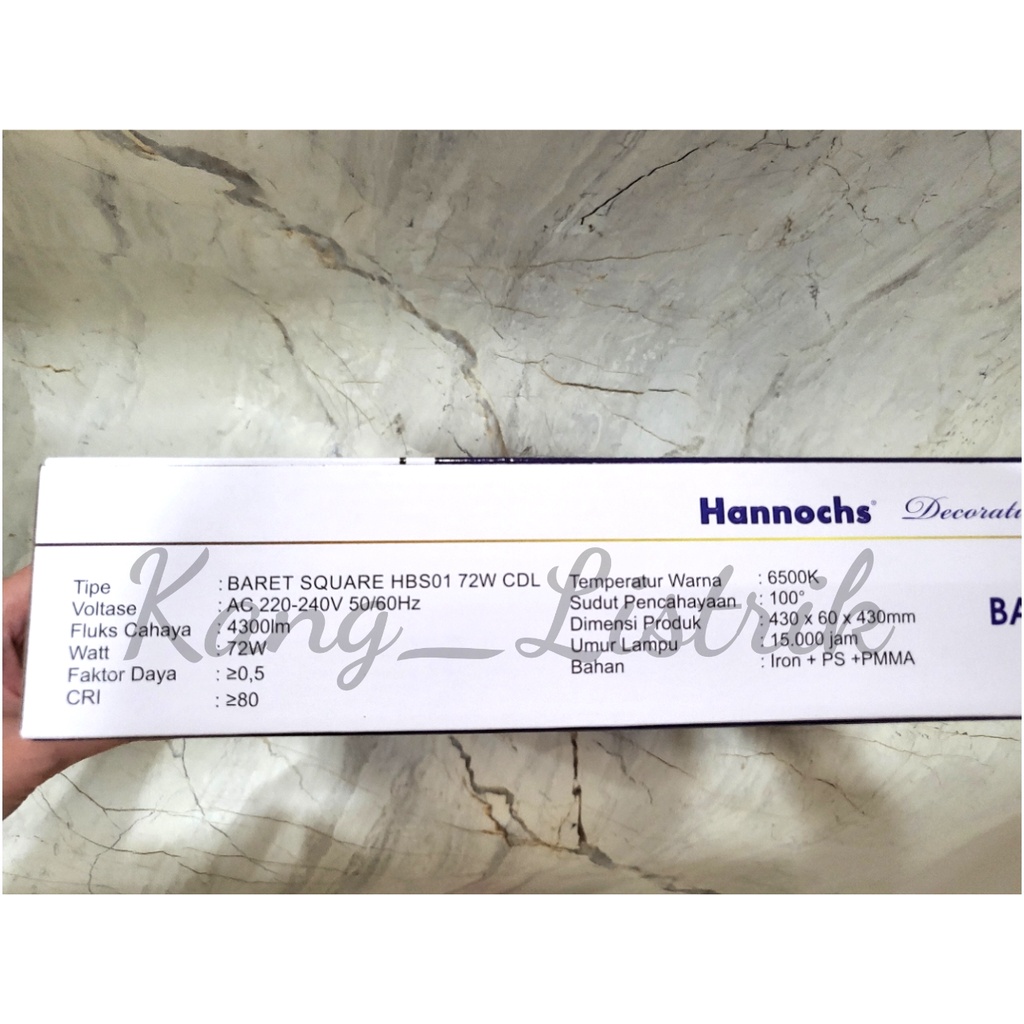 Hannochs® Decorati
Tipe : BARET SQUARE HBS01 72W CDL
Voltase : AC 220-240V 50/60Hz
Fluks Cahaya : 4300lm
Watt : 72W
Faktor Daya : ≥0,5
CRI : ≥80
Temperatur Warna : 6500K
Sudut Pencahayaan : 100°
Dimensi Produk : 430 x 60 x 430mm
Umur Lampu : 15.000 jam
Bahan : Iron + PS +PMMA
BA
Kang_Listrik